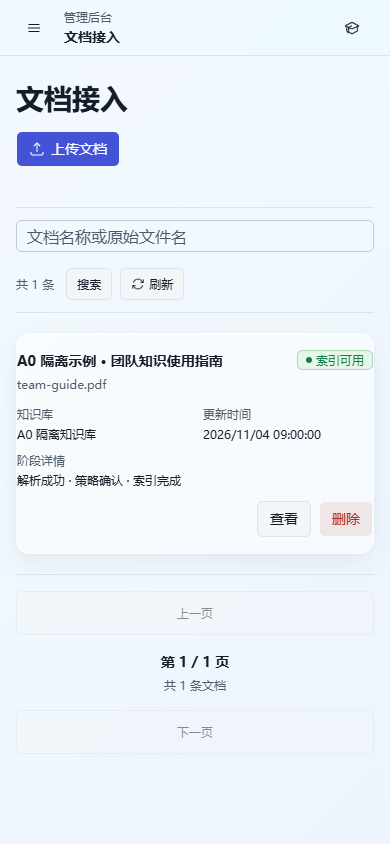 管理后台
文档接入
文档接入
上传文档
文档名称或原始文件名
共 1 条
搜索
刷新
A0 隔离示例 • 团队知识使用指南
索引可用
team-guide.pdf
知识库
更新时间
A0 隔离知识库
2026/11/04 09:00:00
阶段详情
解析成功 · 策略确认 · 索引完成
查看
删除
上一页
第 1 / 1 页
共 1 条文档
下一页